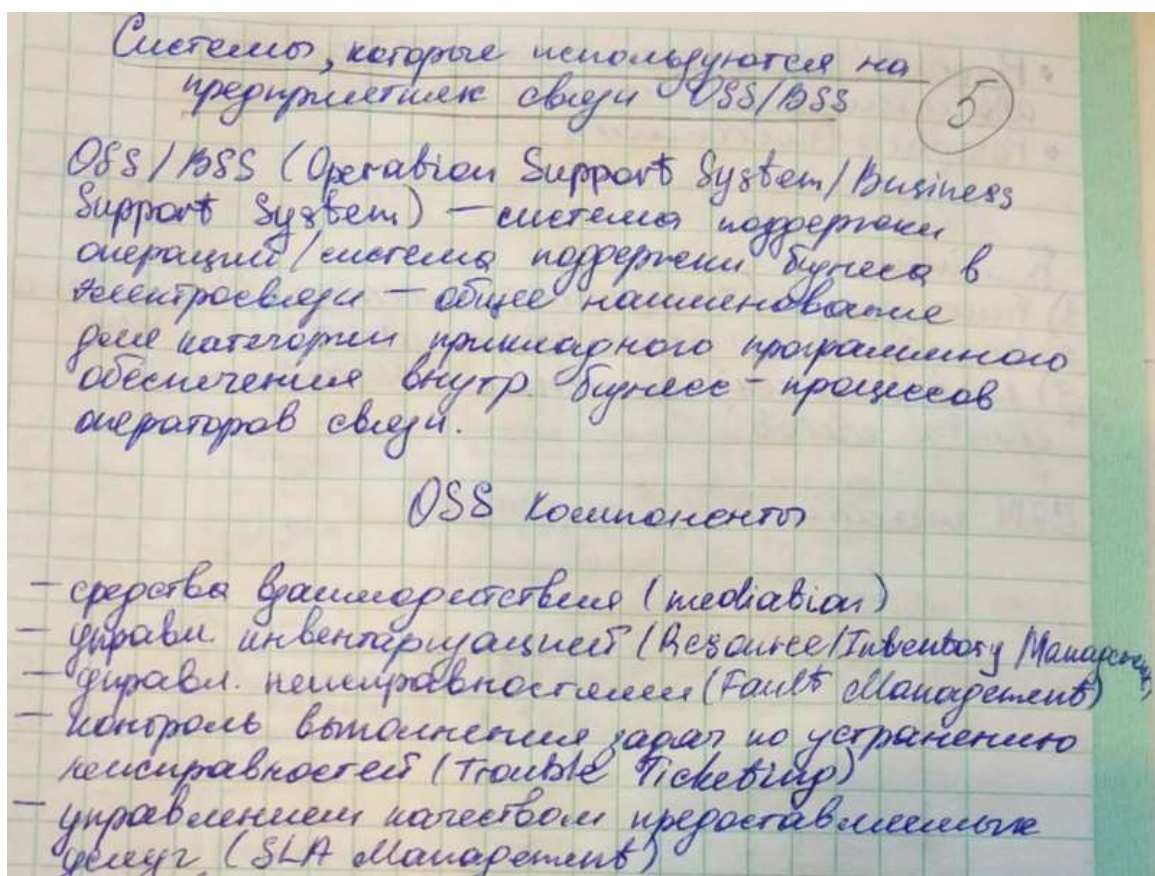 Системы, которые используются на
предприятиях связи OSS/BSS
5
OSS/BSS (Operation Support System/Business
Support System) — система поддержки
операций/система поддержки бизнеса в
электросвязи — общее наименование
для категории прикладного программного
обеспечения внутр. бизнес-процессов
операторов связи.
OSS компоненты
— средства взаимодействия (mediation)
— управл. инвентаризацией (Resource/Inventory Management)
— управл. неисправностями (Fault Management)
— контроль выполнения задач по устранению
неисправностей (Trouble Ticketing)
— управлением качеством предоставляемых
услуг (SLA Management)